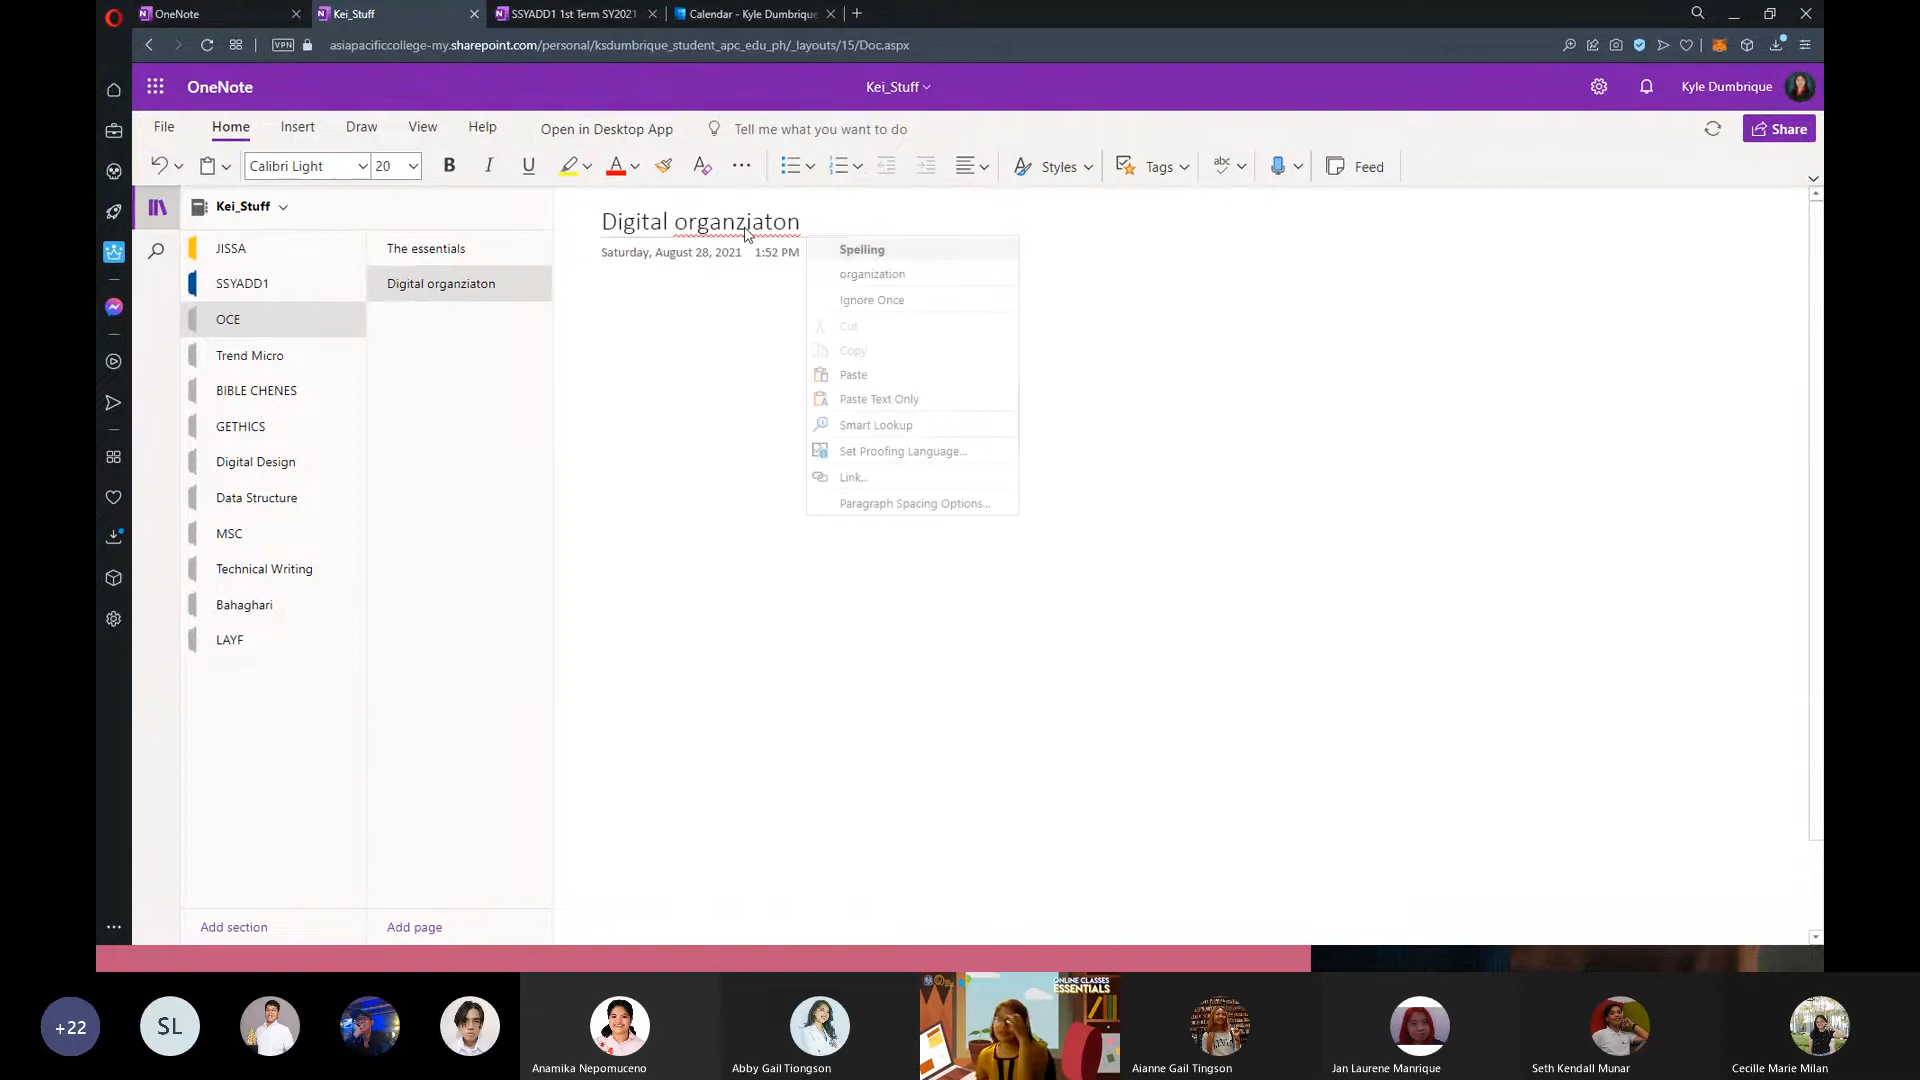 OneNote
Kei_Stuff
SSYADD1 1st Term SY2021
Calendar - Kyle Dumbrique
VPN
asiapacificcollege-my.sharepoint.com/personal/ksdumbrique_student_apc_edu_ph/_layouts/15/Doc.aspx
OneNote
Kei_Stuff
Kyle Dumbrique
File
Home
Insert
Draw
View
Help
Open in Desktop App
Tell me what you want to do
Share
Calibri Light
20
B
I
U
A
A
Styles
Tags
abc
Feed
Kei_Stuff
JISSA
SSYADD1
OCE
Trend Micro
BIBLE CHENES
GETHICS
Digital Design
Data Structure
MSC
Technical Writing
Bahaghari
LAYF
Add section
The essentials
Digital organziaton
Add page
Digital organziaton
Saturday, August 28, 2021 1:52 PM
Spelling
organization
Ignore Once
Cut
Copy
Paste
Paste Text Only
Smart Lookup
Set Proofing Language...
Link...
Paragraph Spacing Options...
+22
SL
Anamika Nepomuceno
Abby Gail Tiongson
ONLINE CLASSES
ESSENTIALS
Aianne Gail Tingson
Jan Laurene Manrique
Seth Kendall Munar
Cecille Marie Milan